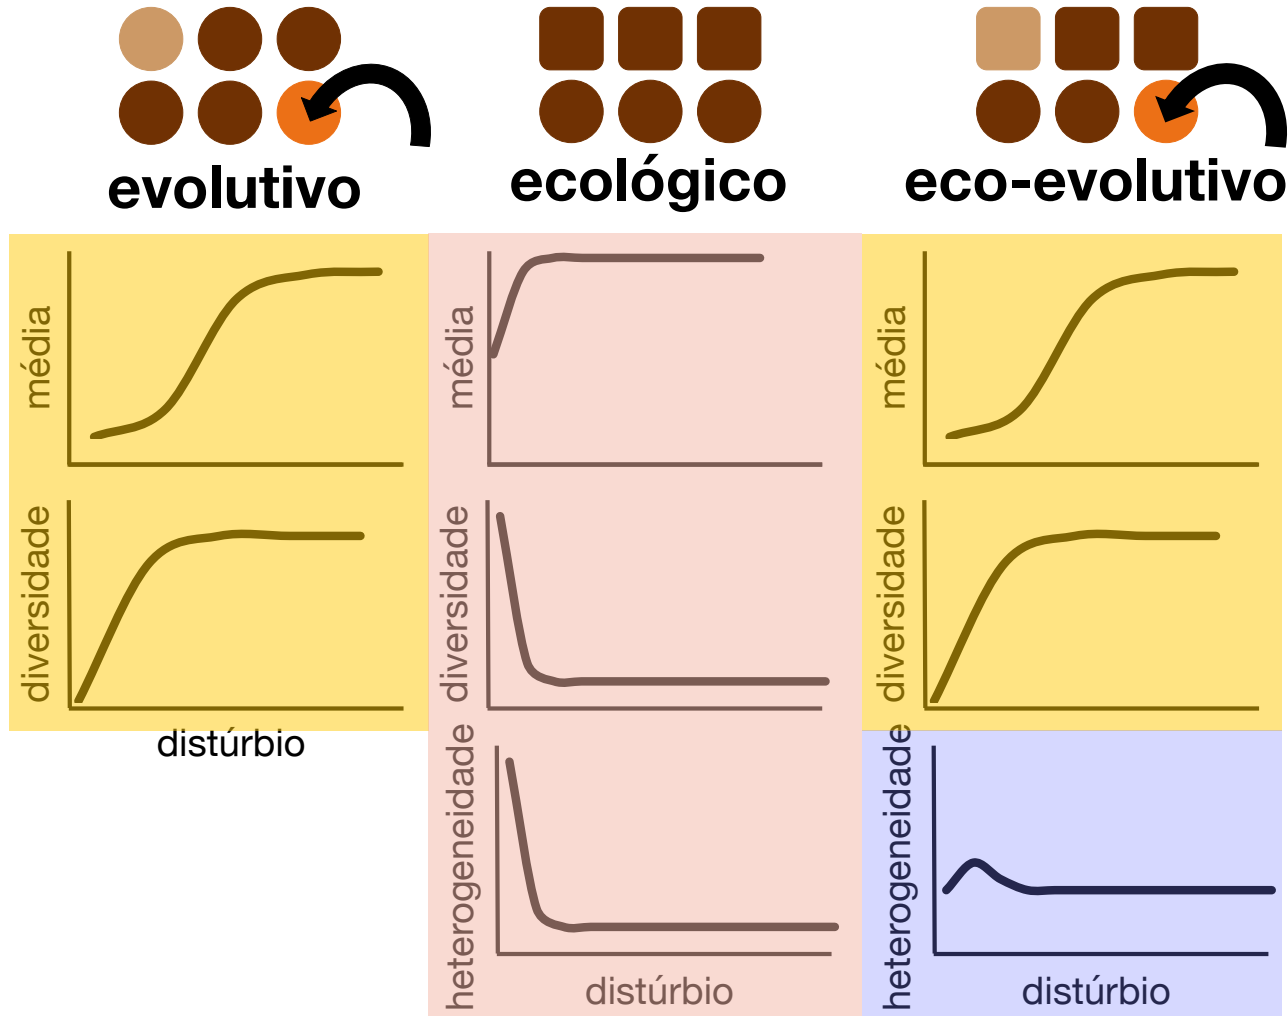 evolutivo
ecológico
eco-evolutivo
média
média
média
diversidade
diversidade
diversidade
distúrbio
heterogeneidade
heterogeneidade
distúrbio
distúrbio